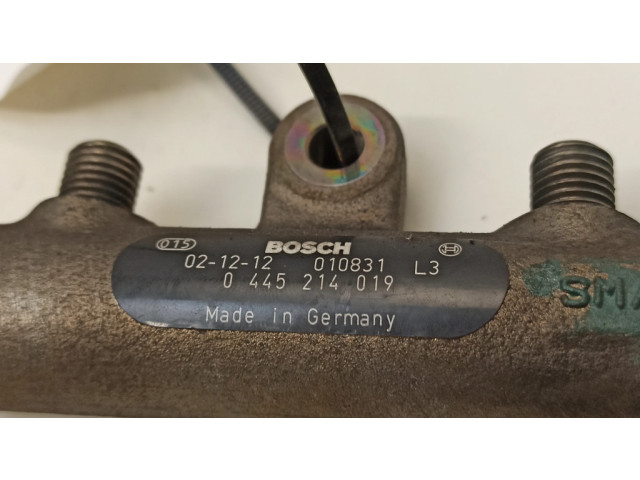 015 BOSCH
02-12-12 010831 L3
0 445 214 019
Made in Germany
SMA